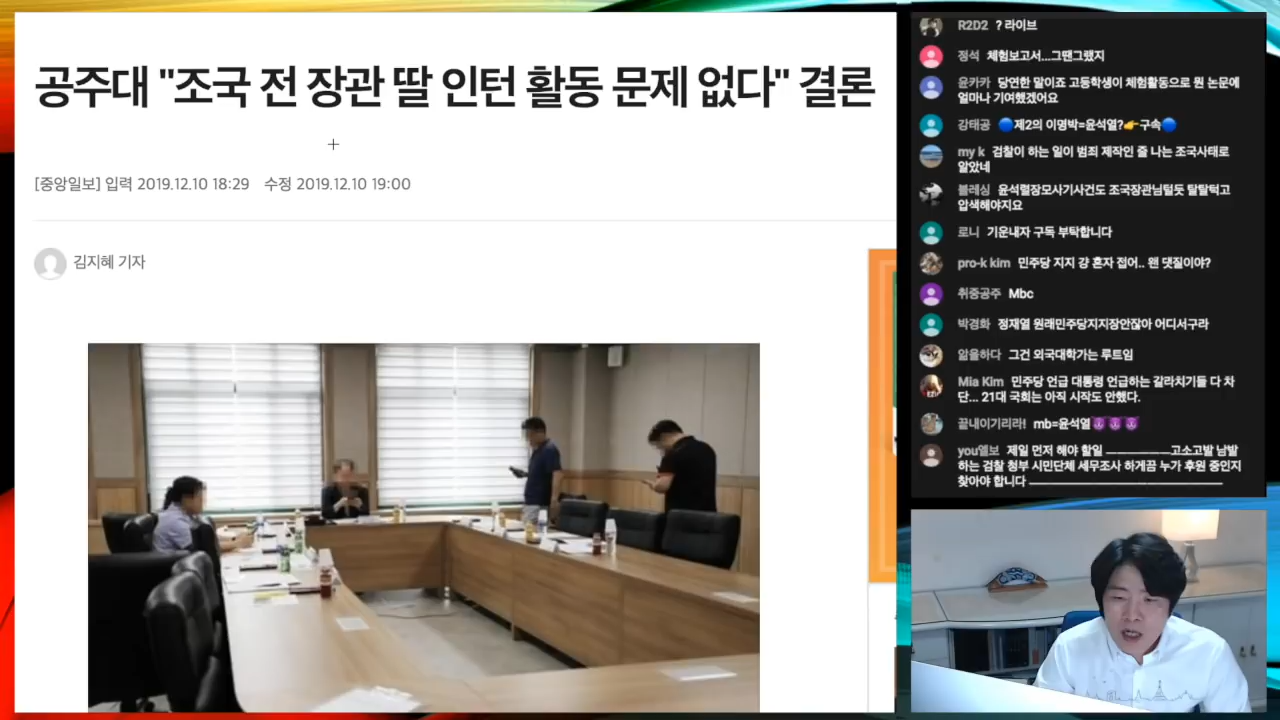 공주대 "조국 전 장관 딸 인턴 활동 문제 없다" 결론
[중앙일보] 입력 2019.12.10 18:29 수정 2019.12.10 19:00
김지혜 기자
R2D2 ? 라이브
정석 체험보고서...그땐그랬지
윤카카 당연한 말이죠 고등학생이 체험활동으로 뭔 논문에
얼마나 기여했겠어요
강태공 🔵제2의 이명박=윤석열?👉구속🔵
my k 검찰이 하는 일이 범죄 제작인 줄 나는 조국사태로
알았네
블레싱 윤석렬장모사기사건도 조국장관님털듯 탈탈턱고
압색해야지요
로니 기운내자 구독 부탁합니다
pro-k kim 민주당 지지 걍 혼자 접어.. 왠 댓질이야?
취중공주 Mbc
박경화 정재열 원래민주당지지장안잖아 어디서구라
앎을하다 그건 외국대학가는 루트임
Mia Kim 민주당 언급 대통령 언급하는 갈라치기들 다 차
단... 21대 국회는 아직 시작도 안했다.
끝내이기리라! mb=윤석열😈😈😈
you엘보 제일 먼저 해야 할일 ——————고소고발 남발
하는 검찰 청부 시민단체 세무조사 하게끔 누가 후원 중인지
찾아야 합니다 ——————————————————